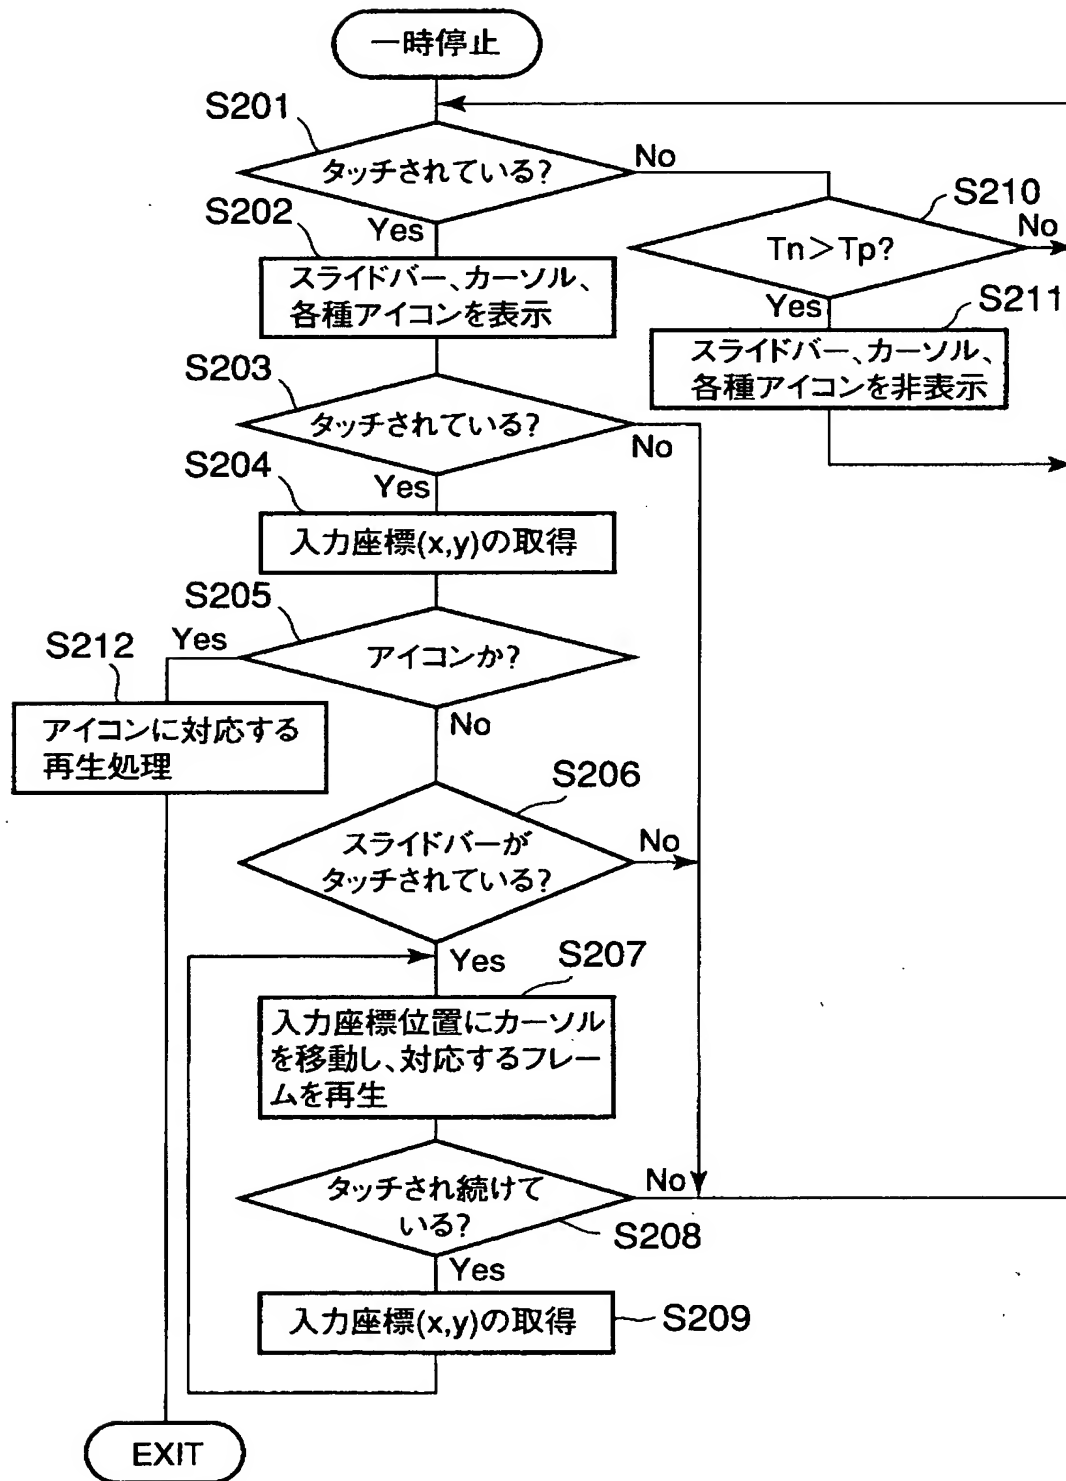 一時停止
S201
タッチされている?
No
S210
Tn>Tp?
No
Yes
S211
スライドバー、カーソル、
各種アイコンを非表示
S202
Yes
スライドバー、カーソル、
各種アイコンを表示
S203
タッチされている?
No
S204
Yes
入力座標(x,y)の取得
S205
アイコンか?
Yes
S212
アイコンに対応する
再生処理
No
S206
スライドバーが
タッチされている?
No
Yes
S207
入力座標位置にカーソル
を移動し、対応するフレー
ムを再生
タッチされ続けて
いる?
No
S208
Yes
入力座標(x,y)の取得
S209
EXIT